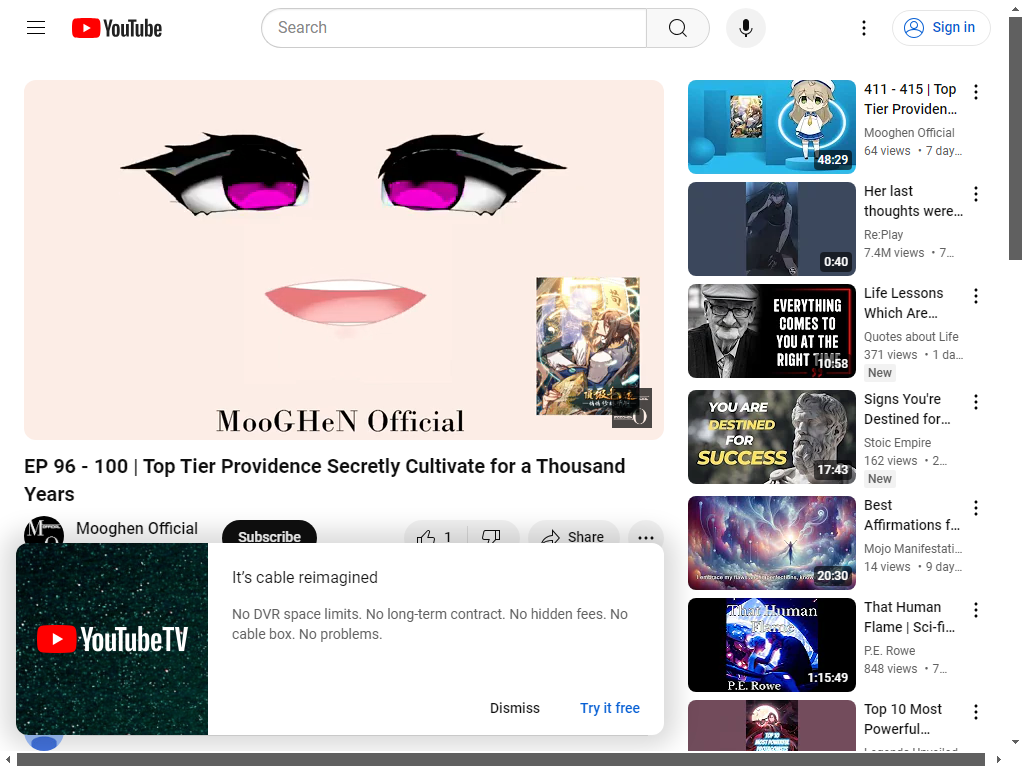 YouTube
Search
Sign in
MooGHeN Official
EP 96 - 100 | Top Tier Providence Secretly Cultivate for a Thousand
Years
Mooghen Official
Subscribe
1
Share
YouTubeTV
It's cable reimagined
No DVR space limits. No long-term contract. No hidden fees. No
cable box. No problems.
Dismiss
Try it free
48:29
411 - 415 | Top
Tier Providen…
Mooghen Official
64 views • 7 day…
0:40
Her last
thoughts were…
Re:Play
7.4M views • 7…
EVERYTHING
COMES TO
YOU AT THE
RIGHT TIME
10:58
Life Lessons
Which Are…
Quotes about Life
371 views • 1 da…
New
YOU ARE
DESTINED
FOR
SUCCESS
17:43
Signs You're
Destined for…
Stoic Empire
162 views • 2…
New
20:30
Best
Affirmations f…
Mojo Manifestati…
14 views • 9 day…
That Human
Flame
P.E. Rowe
1:15:49
That Human
Flame | Sci-fi…
P.E. Rowe
848 views • 7…
TOP 10
MOST POWERFUL
Top 10 Most
Powerful…